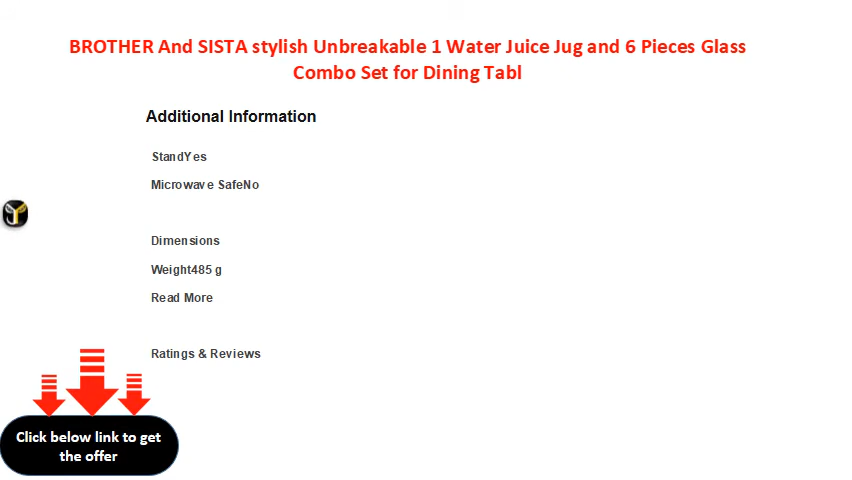 BROTHER And SISTA stylish Unbreakable 1 Water Juice Jug and 6 Pieces Glass
Combo Set for Dining Tabl
Additional Information
StandYes
Microwave SafeNo
Dimensions
Weight485 g
Read More
Ratings & Reviews
Click below link to get
the offer